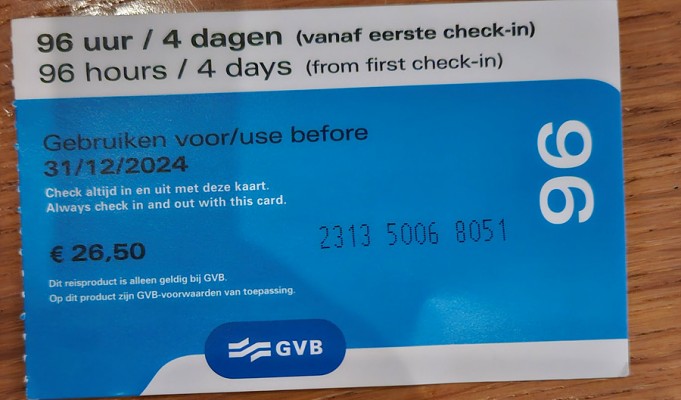 96 uur / 4 dagen (vanaf eerste check-in)
96 hours / 4 days (from first check-in)
Gebruiken voor/use before
31/12/2024
Check altijd in en uit met deze kaart.
Always check in and out with this card.
96
2313 5006 8051
€ 26,50
Dit reisproduct is alleen geldig bij GVB.
Op dit product zijn GVB-voorwaarden van toepassing.
GVB